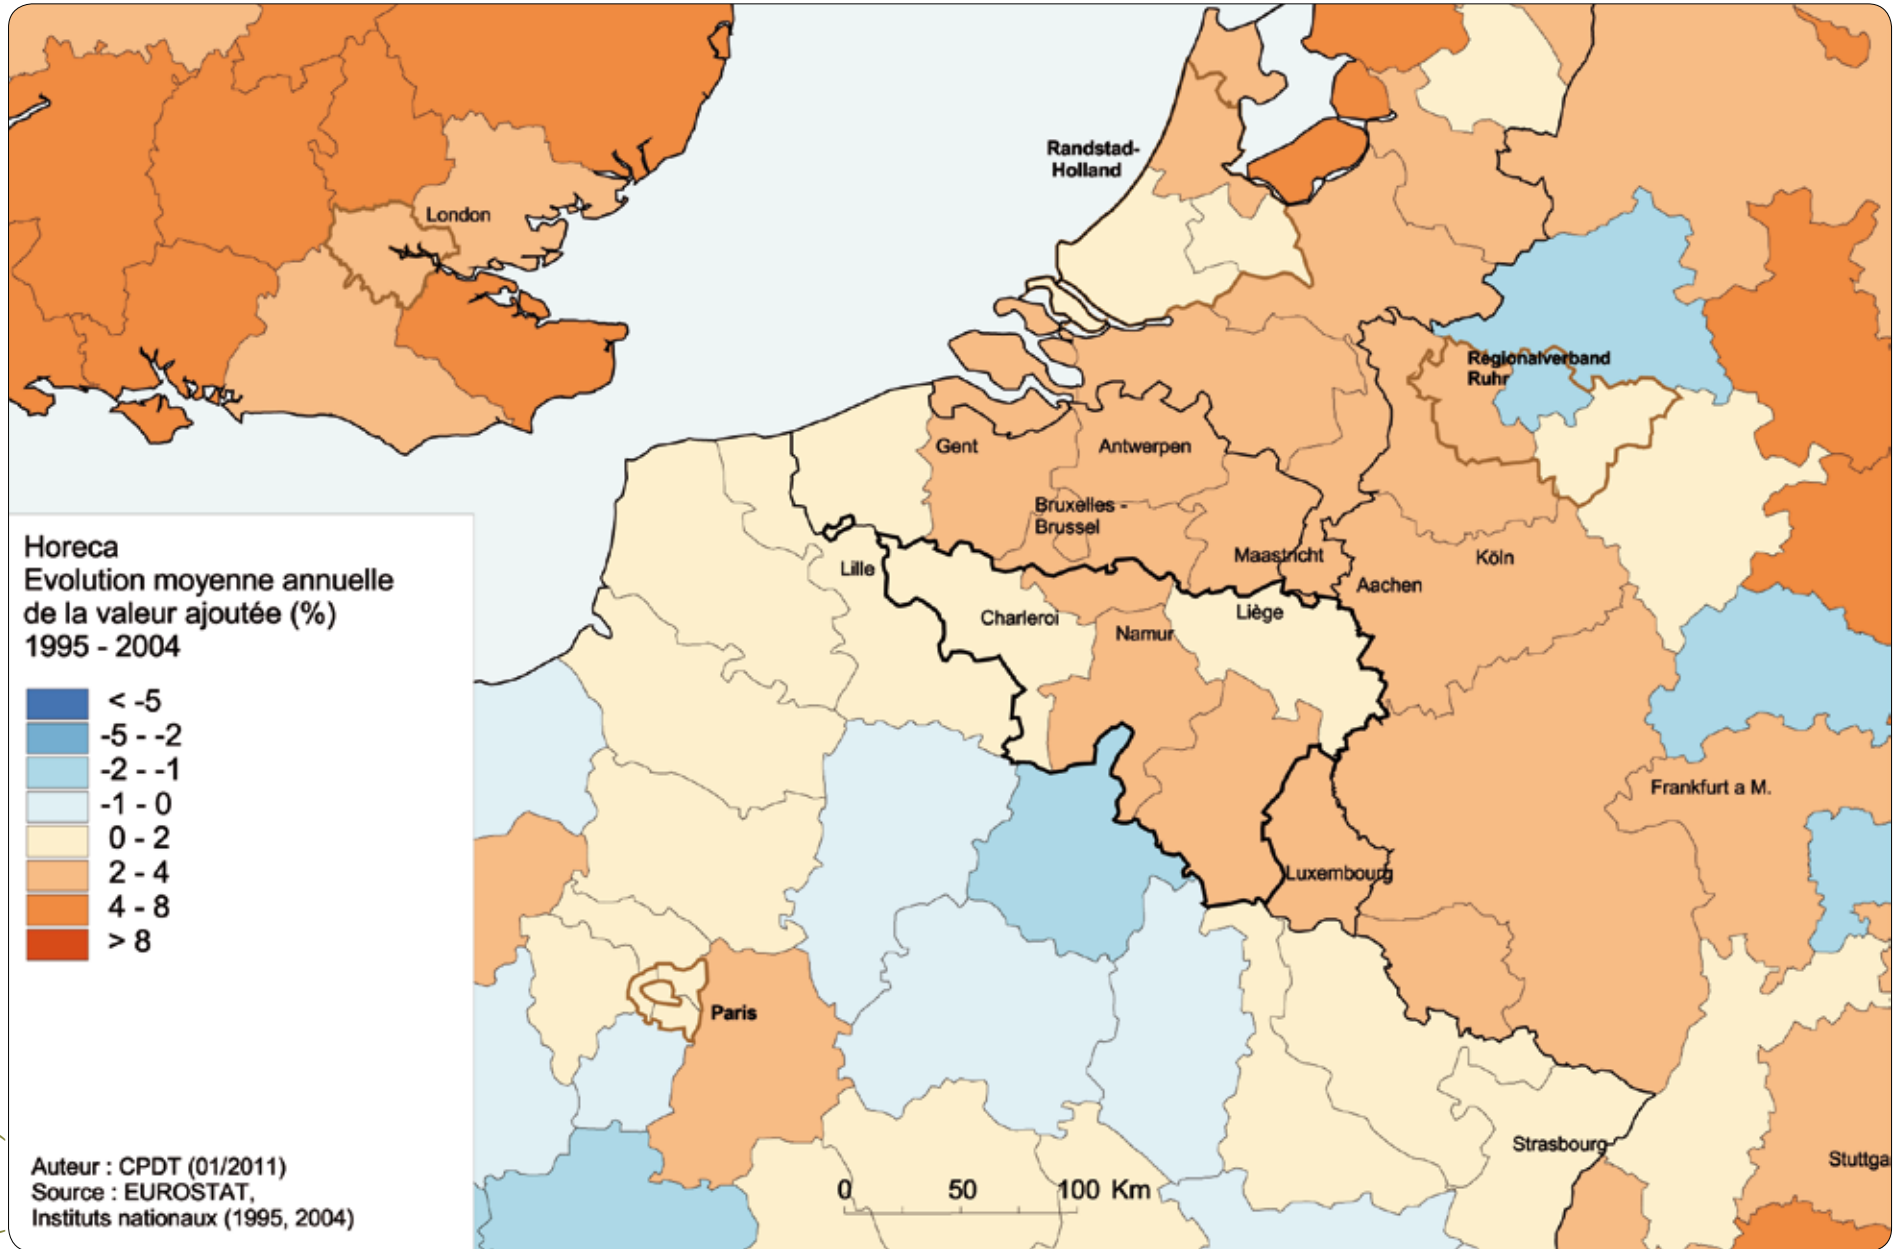 Randstad-
Holland
London
Régionalverband
Ruhr
Gent
Antwerpen
Bruxelles -
Brussel
Maastricht
Köln
Aachen
Lille
Charleroi
Liège
Namur
Frankfurt a M.
Luxembourg
Paris
Strasbourg
Stuttga
Horeca
Evolution moyenne annuelle
de la valeur ajoutée (%)
1995 - 2004
< -5
-5 - -2
-2 - -1
-1 - 0
0 - 2
2 - 4
4 - 8
> 8
Auteur : CPDT (01/2011)
Source : EUROSTAT,
Instituts nationaux (1995, 2004)
0 50 100 Km